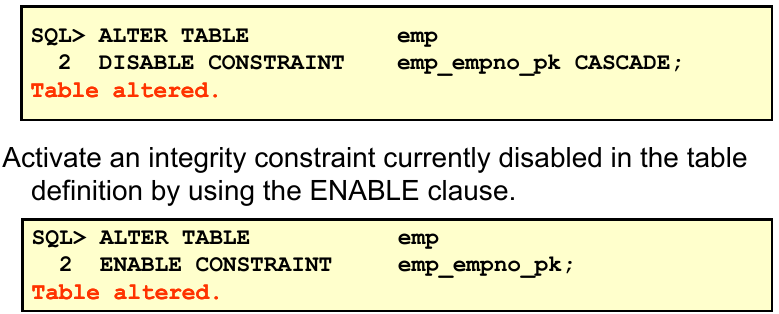 SQL> ALTER TABLE emp
2 DISABLE CONSTRAINT emp_empno_pk CASCADE;
Table altered.
Activate an integrity constraint currently disabled in the table
definition by using the ENABLE clause.
SQL> ALTER TABLE emp
2 ENABLE CONSTRAINT emp_empno_pk;
Table altered.